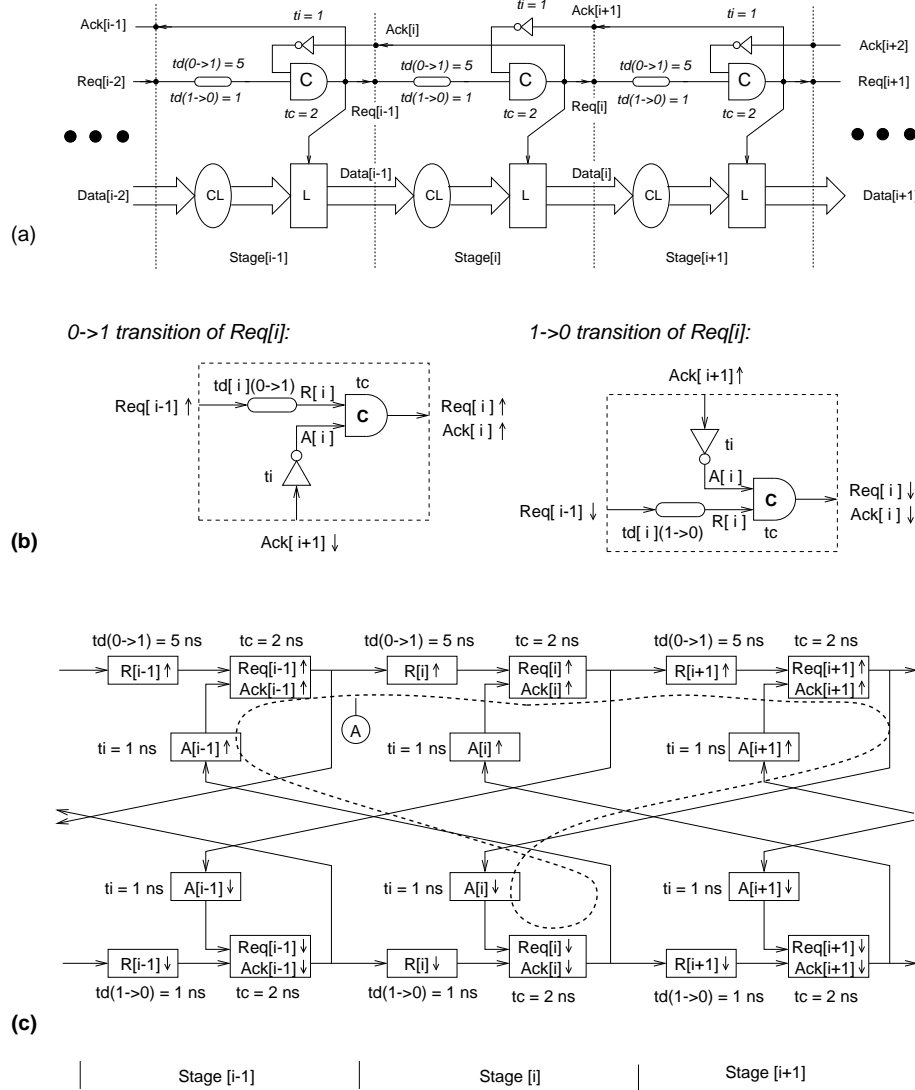 Ack[i-1] ti = 1 Ack[i] ti = 1 Ack[i+1] ti = 1 Ack[i+2]
Req[i-2] td(0->1) = 5 td(1->0) = 1 C tc = 2 Req[i-1] td(0->1) = 5 td(1->0) = 1 C tc = 2 Req[i] td(0->1) = 5 td(1->0) = 1 C tc = 2 Req[i+1]
Data[i-2] CL L Data[i-1] CL L Data[i] CL L Data[i+1]
(a)
Stage[i-1] Stage[i] Stage[i+1]
0->1 transition of Req[i]: 1->0 transition of Req[i]:
td[ i ](0->1) tc
Req[ i-1] ↑ R[ i ] C Req[ i ] ↑
Ack[ i ] ↑
A[ i ]
ti
Ack[ i+1] ↓
Ack[ i+1] ↑
ti
A[ i ]
Req[ i-1] ↓ R[ i ] C Req[ i ] ↓
Ack[ i ] ↓
td[ i ](1->0) tc
(b)
td(0->1) = 5 ns tc = 2 ns td(0->1) = 5 ns tc = 2 ns td(0->1) = 5 ns tc = 2 ns
R[i-1] ↑ Req[i-1] ↑ R[i] ↑ Req[i] ↑ R[i+1] ↑ Req[i+1] ↑
Ack[i-1] ↑ Ack[i] ↑ Ack[i+1] ↑
A
ti = 1 ns A[i-1] ↑ ti = 1 ns A[i] ↑ ti = 1 ns A[i+1] ↑
ti = 1 ns A[i-1] ↓ ti = 1 ns A[i] ↓ ti = 1 ns A[i+1] ↓
R[i-1] ↓ Req[i-1] ↓ R[i] ↓ Req[i] ↓ R[i+1] ↓ Req[i+1] ↓
Ack[i-1] ↓ Ack[i] ↓ Ack[i+1] ↓
td(1->0) = 1 ns tc = 2 ns td(1->0) = 1 ns tc = 2 ns td(1->0) = 1 ns tc = 2 ns
(c)
Stage [i-1] Stage [i] Stage [i+1]